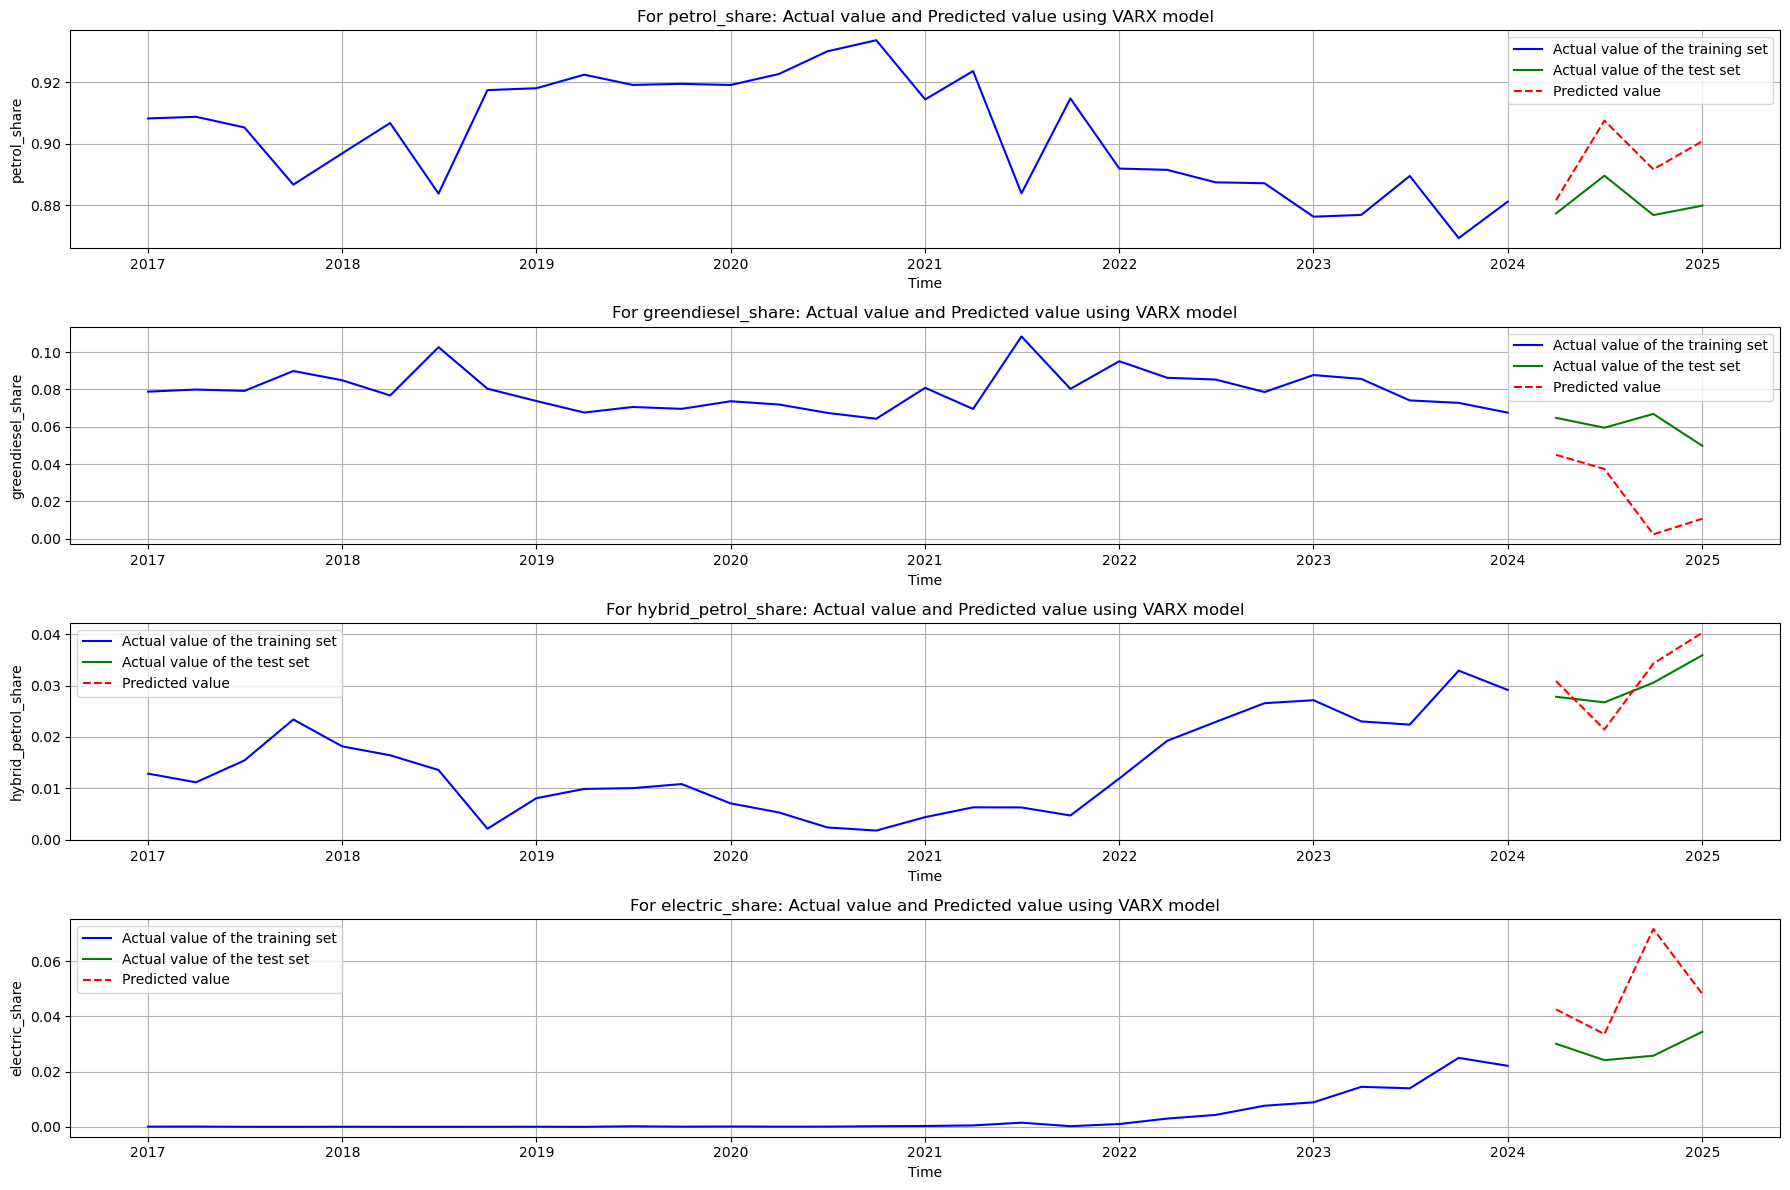 For petrol_share: Actual value and Predicted value using VARX model
petrol_share
0.92
0.90
0.88
Actual value of the training set
Actual value of the test set
Predicted value
2017 2018 2019 2020 2021 2022 2023 2024 2025
Time
For greendiesel_share: Actual value and Predicted value using VARX model
greendiesel_share
0.10
0.08
0.06
0.04
0.02
0.00
Actual value of the training set
Actual value of the test set
Predicted value
2017 2018 2019 2020 2021 2022 2023 2024 2025
Time
For hybrid_petrol_share: Actual value and Predicted value using VARX model
hybrid_petrol_share
0.04
0.03
0.02
0.01
0.00
Actual value of the training set
Actual value of the test set
Predicted value
2017 2018 2019 2020 2021 2022 2023 2024 2025
Time
For electric_share: Actual value and Predicted value using VARX model
electric_share
0.06
0.04
0.02
0.00
Actual value of the training set
Actual value of the test set
Predicted value
2017 2018 2019 2020 2021 2022 2023 2024 2025
Time